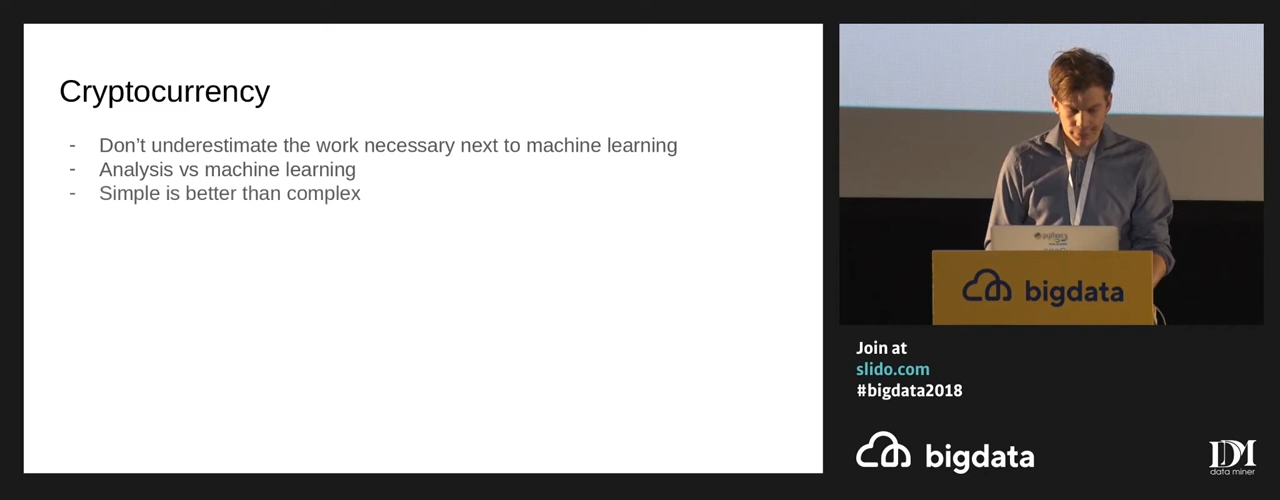 Cryptocurrency
- Don’t underestimate the work necessary next to machine learning
- Analysis vs machine learning
- Simple is better than complex
bigdata
Join at
slido.com
#bigdata2018
bigdata
DM
data miner